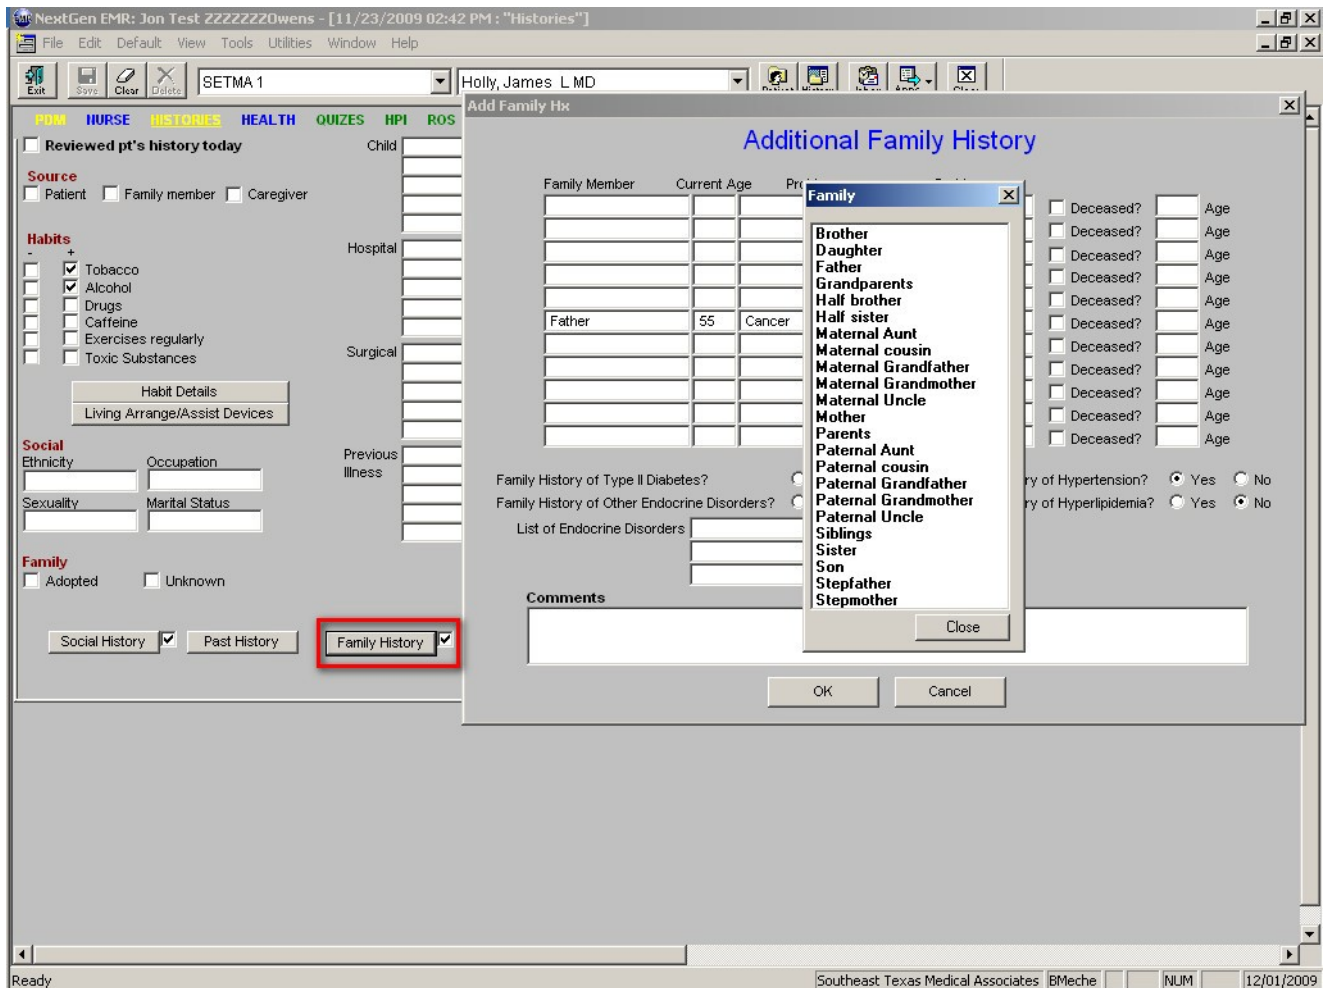 NextGen EMR: Jon Test ZZZZZZZOwens - [11/23/2009 02:42 PM : "Histories"]
File Edit Default View Tools Utilities Window Help
Exit Save Clear Delete SETMA 1 Holly, James L MD
PDM NURSE HISTORIES HEALTH QUIZES HPI ROS
Reviewed pt's history today
Source
Patient Family member Caregiver
Habits
- +
Tobacco
Alcohol
Drugs
Caffeine
Exercises regularly
Toxic Substances
Habit Details
Living Arrange/Assist Devices
Social
Ethnicity Occupation
Sexuality Marital Status
Family
Adopted Unknown
Social History Past History Family History
Child
Hospital
Surgical
Previous
Illness
Add Family Hx
Additional Family History
Family Member Current Age
Deceased? Age
Deceased? Age
Deceased? Age
Deceased? Age
Deceased? Age
Father 55 Cancer Deceased? Age
Deceased? Age
Deceased? Age
Deceased? Age
Deceased? Age
Deceased? Age
Family History of Type II Diabetes? ry of Hypertension? Yes No
Family History of Other Endocrine Disorders? ry of Hyperlipidemia? Yes No
List of Endocrine Disorders
Comments
OK Cancel
Family
Brother
Daughter
Father
Grandparents
Half brother
Half sister
Maternal Aunt
Maternal cousin
Maternal Grandfather
Maternal Grandmother
Maternal Uncle
Mother
Parents
Paternal Aunt
Paternal cousin
Paternal Grandfather
Paternal Grandmother
Paternal Uncle
Siblings
Sister
Son
Stepfather
Stepmother
Close
Ready Southeast Texas Medical Associates BMeche NUM 12/01/2009